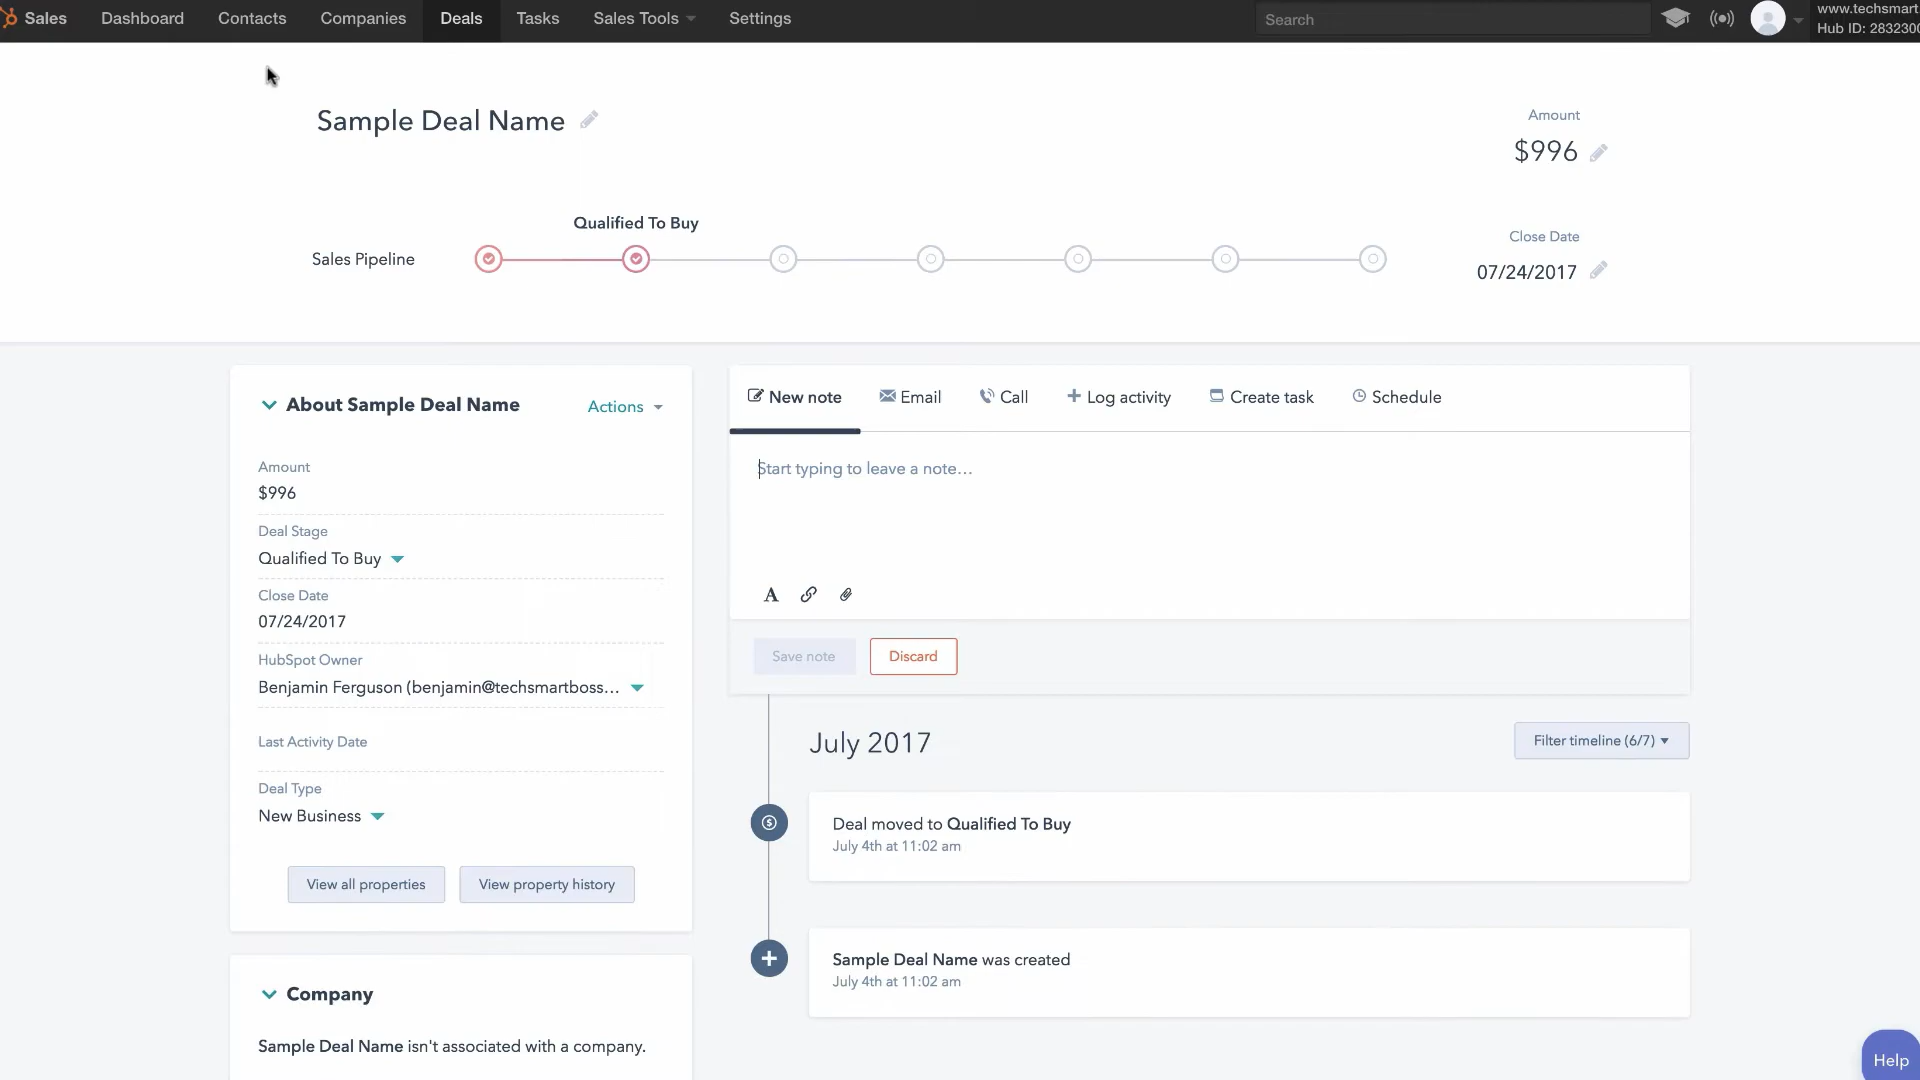 Sales Dashboard Contacts Companies Deals Tasks Sales Tools Settings Search
www.techsmart
Hub ID: 2832300
Sample Deal Name
Amount
$996
Qualified To Buy
Sales Pipeline
Close Date
07/24/2017
About Sample Deal Name Actions
Amount
$996
Deal Stage
Qualified To Buy
Close Date
07/24/2017
HubSpot Owner
Benjamin Ferguson (benjamin@techsmartboss...
Last Activity Date
Deal Type
New Business
View all properties View property history
Company
Sample Deal Name isn't associated with a company.
New note Email Call Log activity Create task Schedule
Start typing to leave a note...
A
Save note Discard
July 2017
Filter timeline (6/7)
Deal moved to Qualified To Buy
July 4th at 11:02 am
Sample Deal Name was created
July 4th at 11:02 am
Help